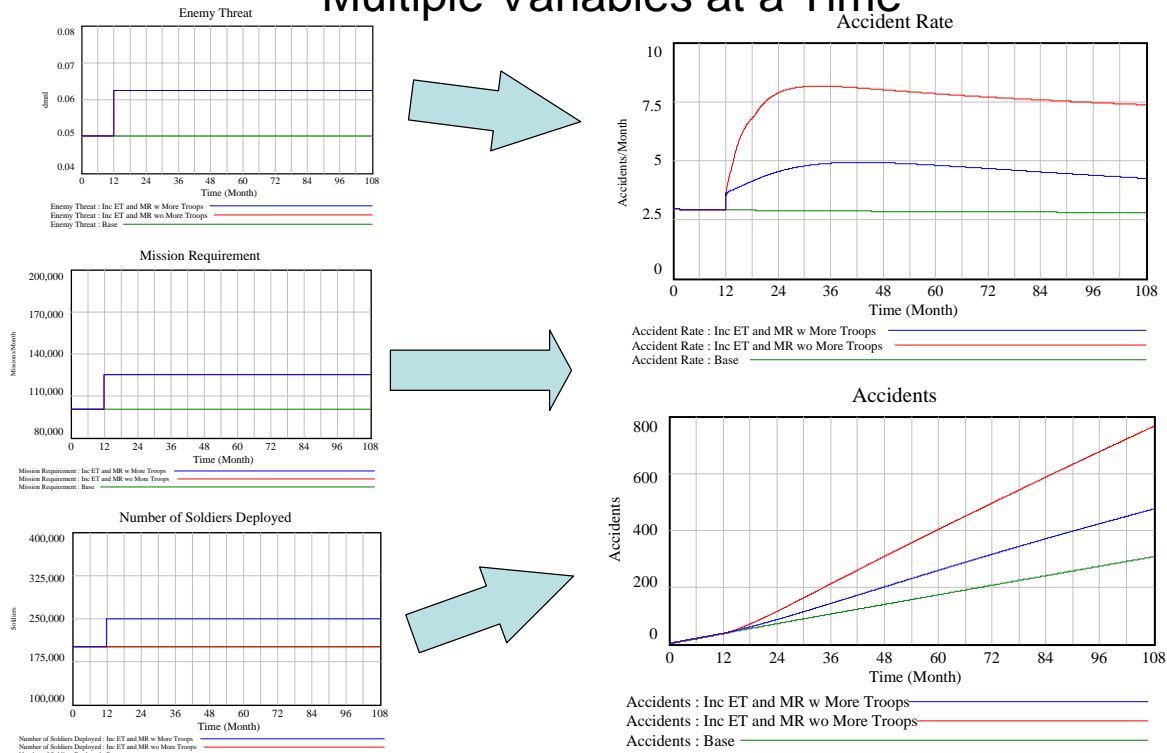 Multiple Variables at a Time
Enemy Threat
0.08
0.07
0.06
0.05
0.04
dmnl
0 12 24 36 48 60 72 84 96 108
Time (Month)
Enemy Threat : Inc ET and MR w More Troops
Enemy Threat : Inc ET and MR wo More Troops
Enemy Threat : Base
Mission Requirement
200,000
170,000
140,000
110,000
80,000
Missions/Month
0 12 24 36 48 60 72 84 96 108
Time (Month)
Mission Requirement : Inc ET and MR w More Troops
Mission Requirement : Inc ET and MR wo More Troops
Mission Requirement : Base
Number of Soldiers Deployed
400,000
325,000
250,000
175,000
100,000
Soldiers
0 12 24 36 48 60 72 84 96 108
Time (Month)
Number of Soldiers Deployed : Inc ET and MR w More Troops
Number of Soldiers Deployed : Inc ET and MR wo More Troops
Accident Rate
10
7.5
5
2.5
0
Accidents/Month
0 12 24 36 48 60 72 84 96 108
Time (Month)
Accident Rate : Inc ET and MR w More Troops
Accident Rate : Inc ET and MR wo More Troops
Accident Rate : Base
Accidents
800
600
400
200
0
Accidents
0 12 24 36 48 60 72 84 96 108
Time (Month)
Accidents : Inc ET and MR w More Troops
Accidents : Inc ET and MR wo More Troops
Accidents : Base